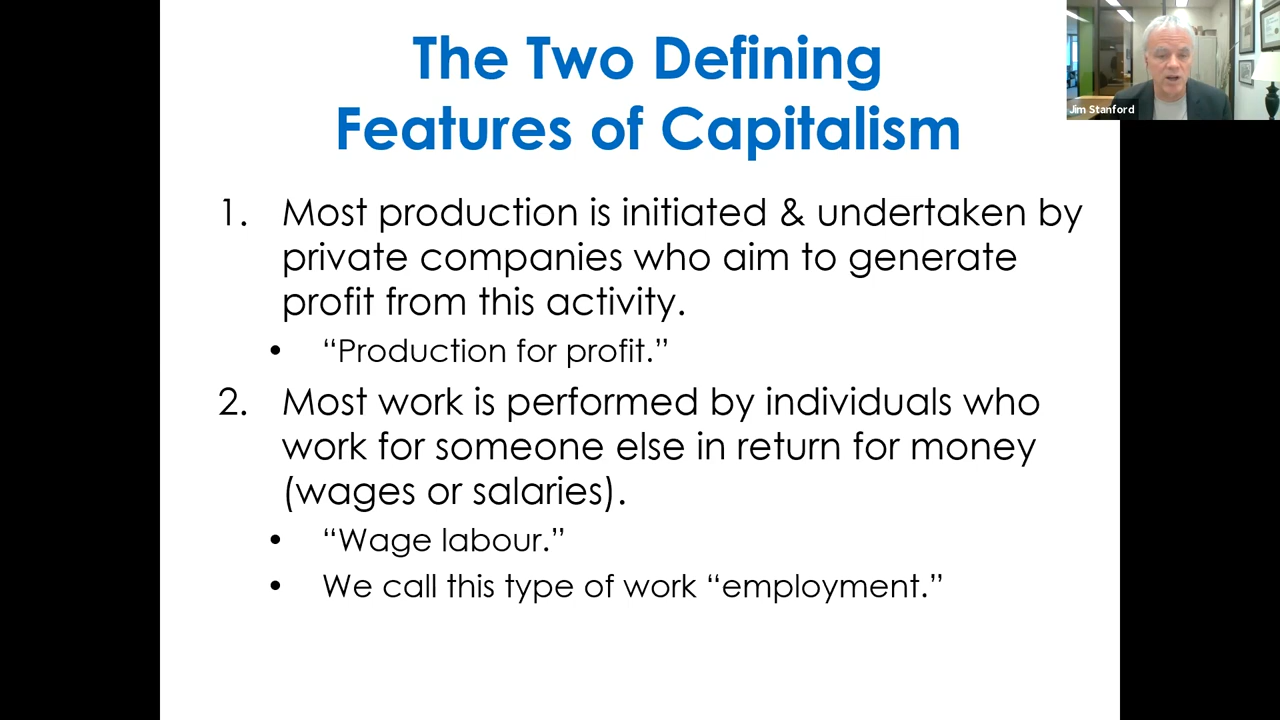 The Two Defining
Features of Capitalism
Jim Stanford
1. Most production is initiated & undertaken by
private companies who aim to generate
profit from this activity.
• “Production for profit.”
2. Most work is performed by individuals who
work for someone else in return for money
(wages or salaries).
• “Wage labour.”
• We call this type of work “employment.”